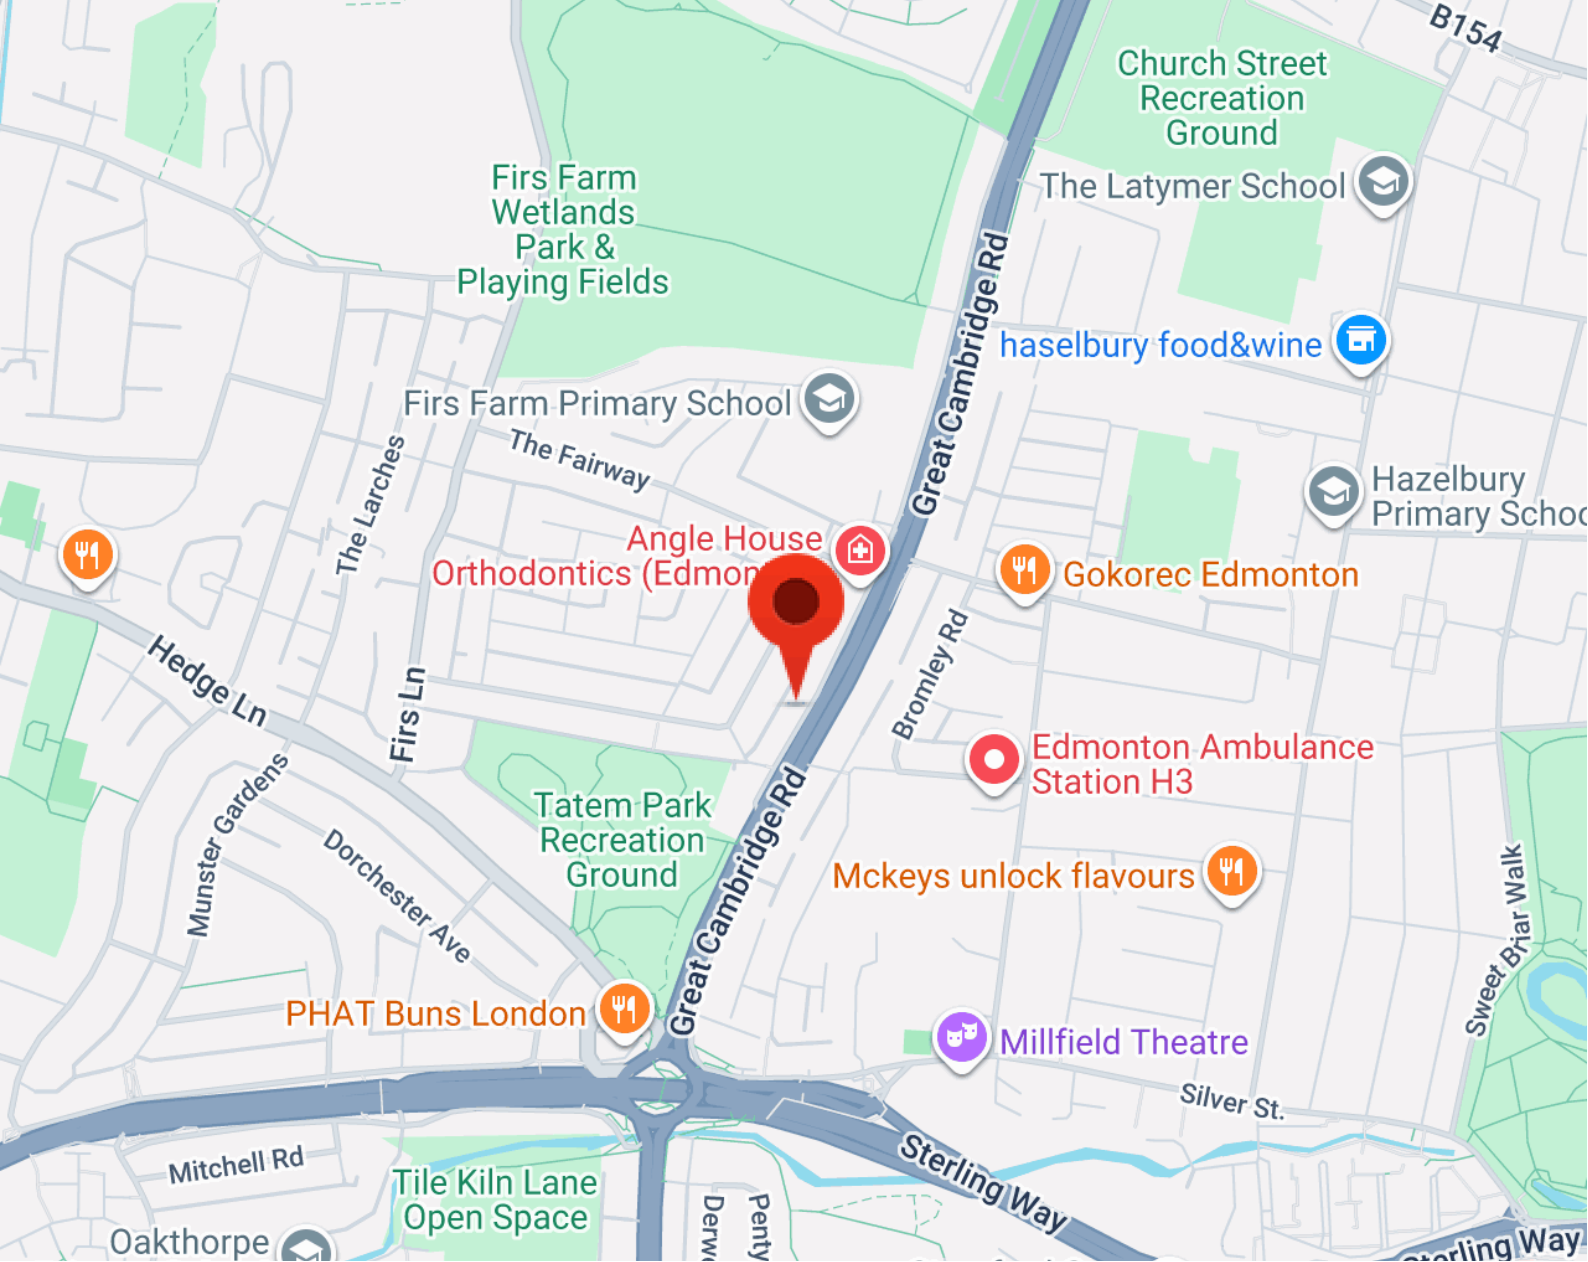 B154
Church Street
Recreation
Ground
The Latymer School
Firs Farm
Wetlands
Park &
Playing Fields
Great Cambridge Rd
haselbury food&wine
Firs Farm Primary School
The Fairway
The Larches
Hazelbury
Primary Schoo
Angle House
Orthodontics (Edmon
Gokorec Edmonton
Bromley Rd
Hedge Ln
Firs Ln
Edmonton Ambulance
Station H3
Tatem Park
Recreation
Ground
Great Cambridge Rd
Munster Gardens
Dorchester Ave
Mckeys unlock flavours
Sweet Briar Walk
PHAT Buns London
Millfield Theatre
Silver St.
Mitchell Rd
Tile Kiln Lane
Open Space
Sterling Way
Derwe
Penty
Oakthorpe
Sterling Way